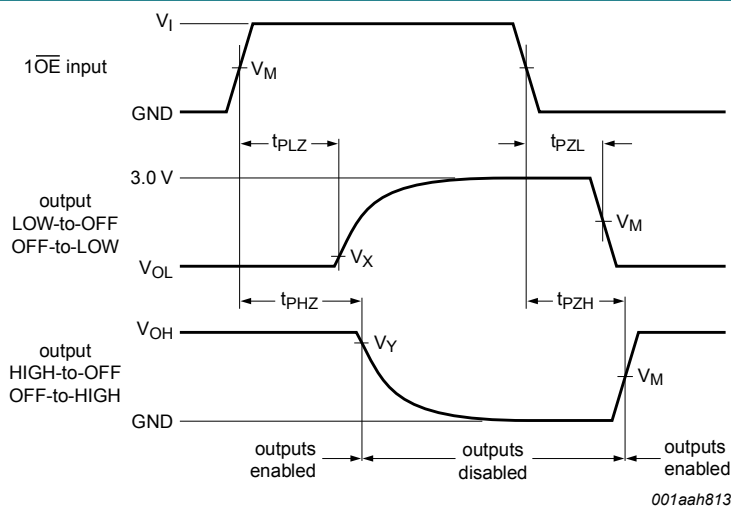 V_I
1O̅E̅ input
V_M
GND
t_PLZ
t_PZL
3.0 V
output
LOW-to-OFF
OFF-to-LOW
V_M
V_X
V_OL
t_PHZ
t_PZH
V_OH
output
HIGH-to-OFF
OFF-to-HIGH
V_Y
V_M
GND
outputs
enabled
outputs
disabled
outputs
enabled
001aah813